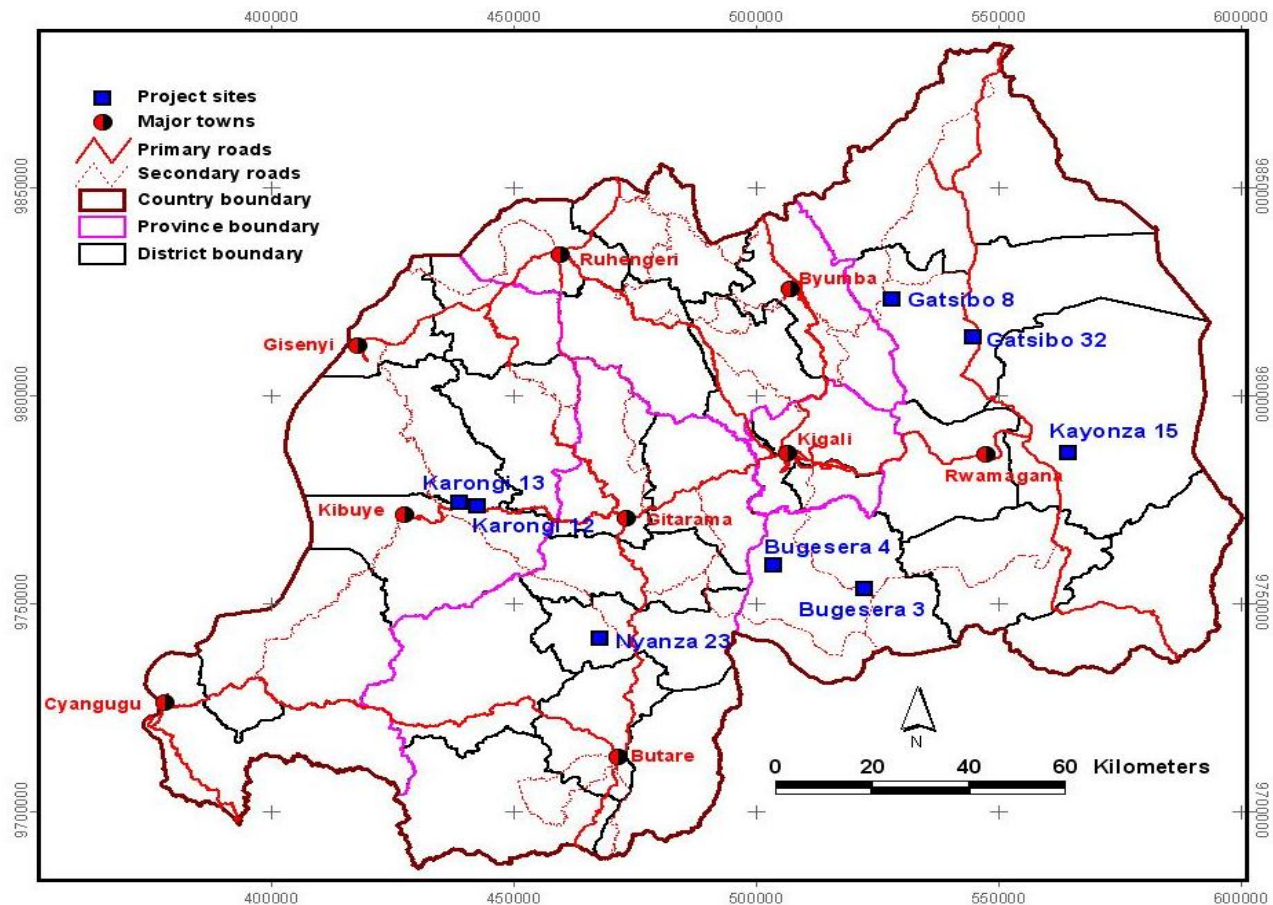 400000 450000 500000 550000 600000
Project sites
Major towns
Primary roads
Secondary roads
Country boundary
Province boundary
District boundary
9850000
9850000
Ruhengeri
Byumba
Gatsibo 8
Gisenyi
Gatsibo 32
9800000
9800000
Kigali
Kayonza 15
Rwamagana
Karongi 13
Kibuye
Karongi 12
Gitarama
Bugesera 4
9750000
9750000
Bugesera 3
Nyanza 23
Cyangugu
N
Butare
0 20 40 60 Kilometers
9700000
9700000
400000 450000 500000 550000 600000